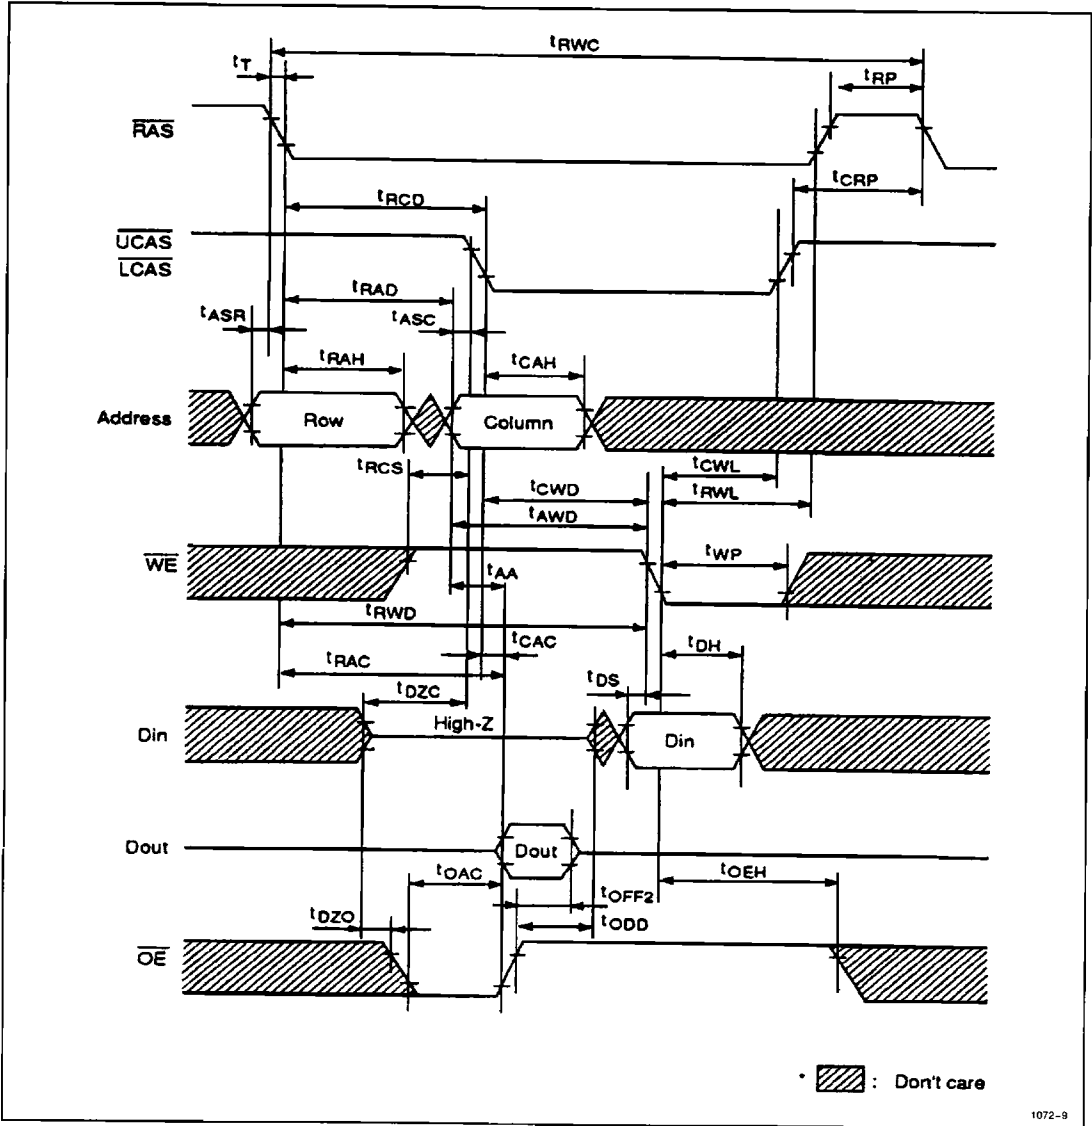 tRWC
tT
tRP
RAS
tCRP
tRCD
UCAS
LCAS
tRAD
tASR
tASC
tRAH
tCAH
Address
Row
Column
tRCS
tCWL
tCWD
tRWL
tAWD
WE
tWP
tAA
tRWD
tCAC
tDH
tRAC
tDS
tDZC
Din
High-Z
Din
Dout
Dout
tOAC
tOEH
tOFF2
tDZO
tODD
OE
* : Don't care
1072-9